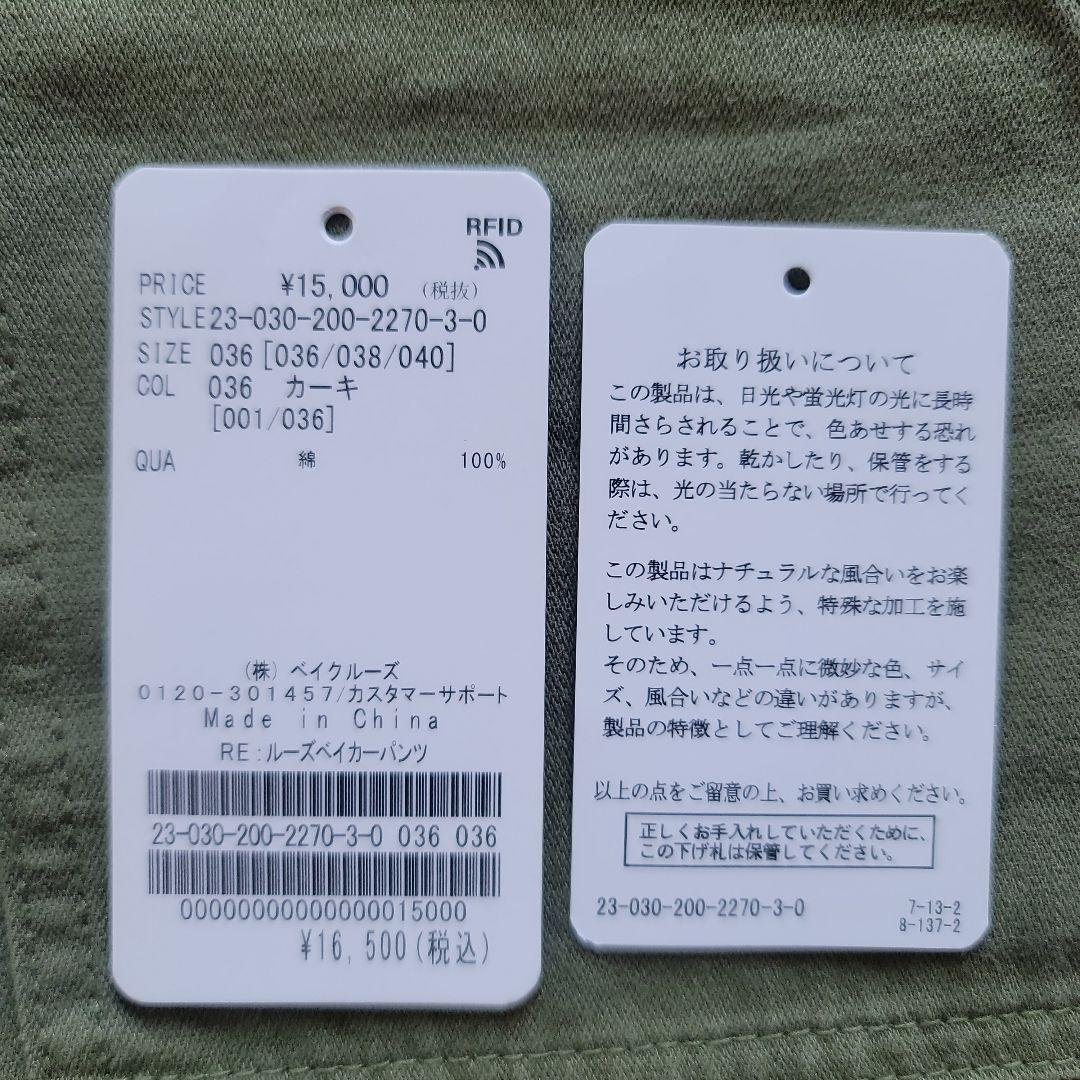 RFID
PRICE ¥15,000 (税抜)
STYLE 23-030-200-2270-3-0
SIZE 036 [036/038/040]
COL 036 カーキ
[001/036]
QUA 綿 100%
(株) ベイクルーズ
0120-301457/カスタマーサポート
Made in China
RE:ルーズベイカーパンツ
23-030-200-2270-3-0 036 036
00000000000000015000
¥16,500(税込)
お取り扱いについて
この製品は、日光や蛍光灯の光に長時
間さらされることで、色あせする恐れ
があります。乾かしたり、保管をする
際は、光の当たらない場所で行ってく
ださい。
この製品はナチュラルな風合いをお楽
しみいただけるよう、特殊な加工を施
しています。
そのため、一点一点に微妙な色、サイ
ズ、風合いなどの違いがありますが、
製品の特徴としてご理解ください。
以上の点をご留意の上、お買い求めください。
正しくお手入れしていただくために、
この下げ札は保管してください。
23-030-200-2270-3-0 7-13-2
8-137-2